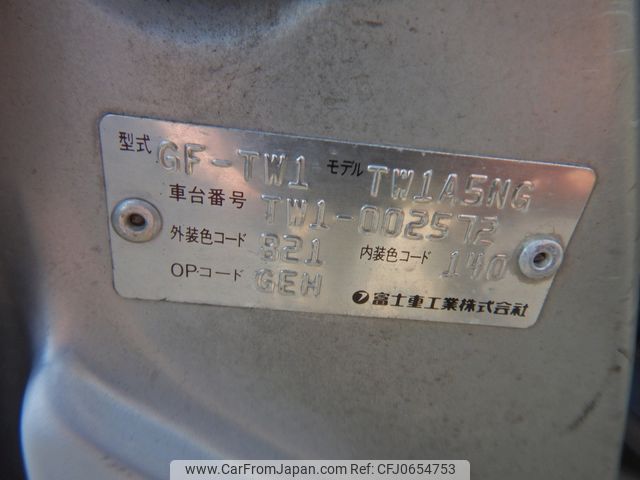 型式 GF-TW1 モデル TW1A5NG
車台番号 TW1-002572
外装色コード 821 内装色コード 140
OPコード GEH
富士重工業株式会社
www.CarFromJapan.com | CFJ-00654753